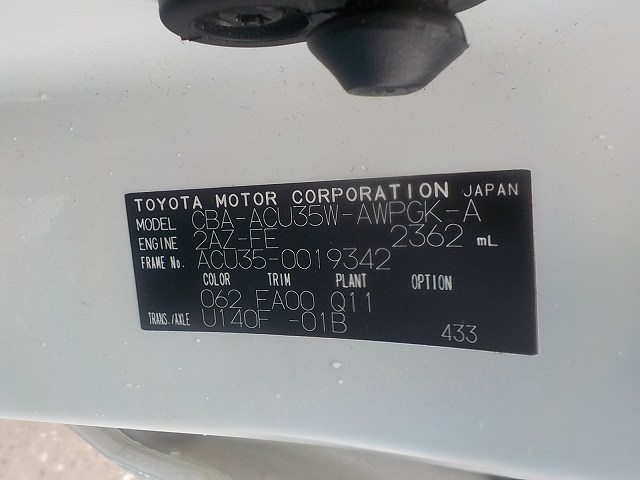 TOYOTA MOTOR CORPORATION JAPAN
MODEL CBA-ACU35W-AWPGK-A
ENGINE 2AZ-FE 2362 mL
FRAME No. ACU35-0019342
COLOR TRIM PLANT OPTION
062 FA00 Q11
TRANS./AXLE U140F -01B
433